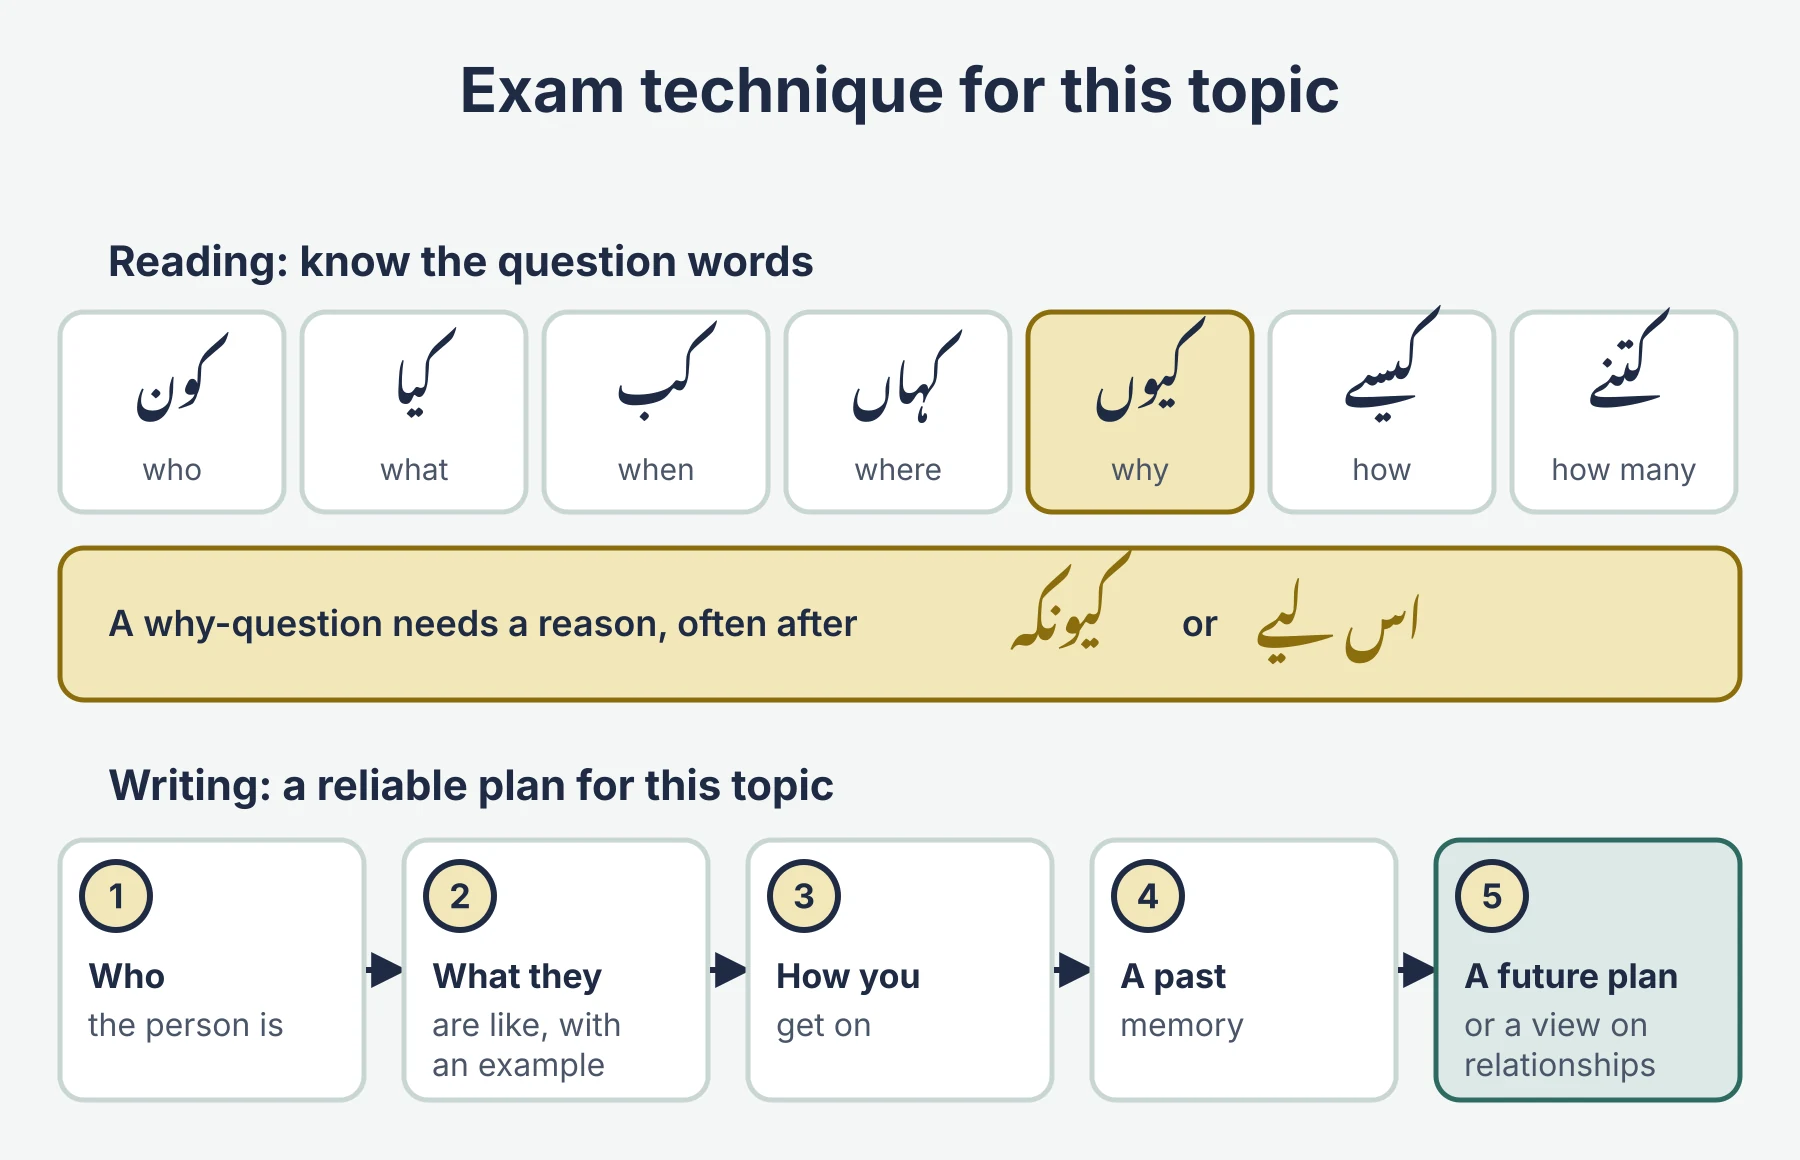 Exam technique for this topic
Reading: know the question words
کون
who
کیا
what
کب
when
کہاں
where
کیوں
why
کیسے
how
کتنے
how many
A why-question needs a reason, often after کیونکہ or اس لیے
Writing: a reliable plan for this topic
1
Who
the person is
2
What they
are like, with
an example
3
How you
get on
4
A past
memory
5
A future plan
or a view on
relationships